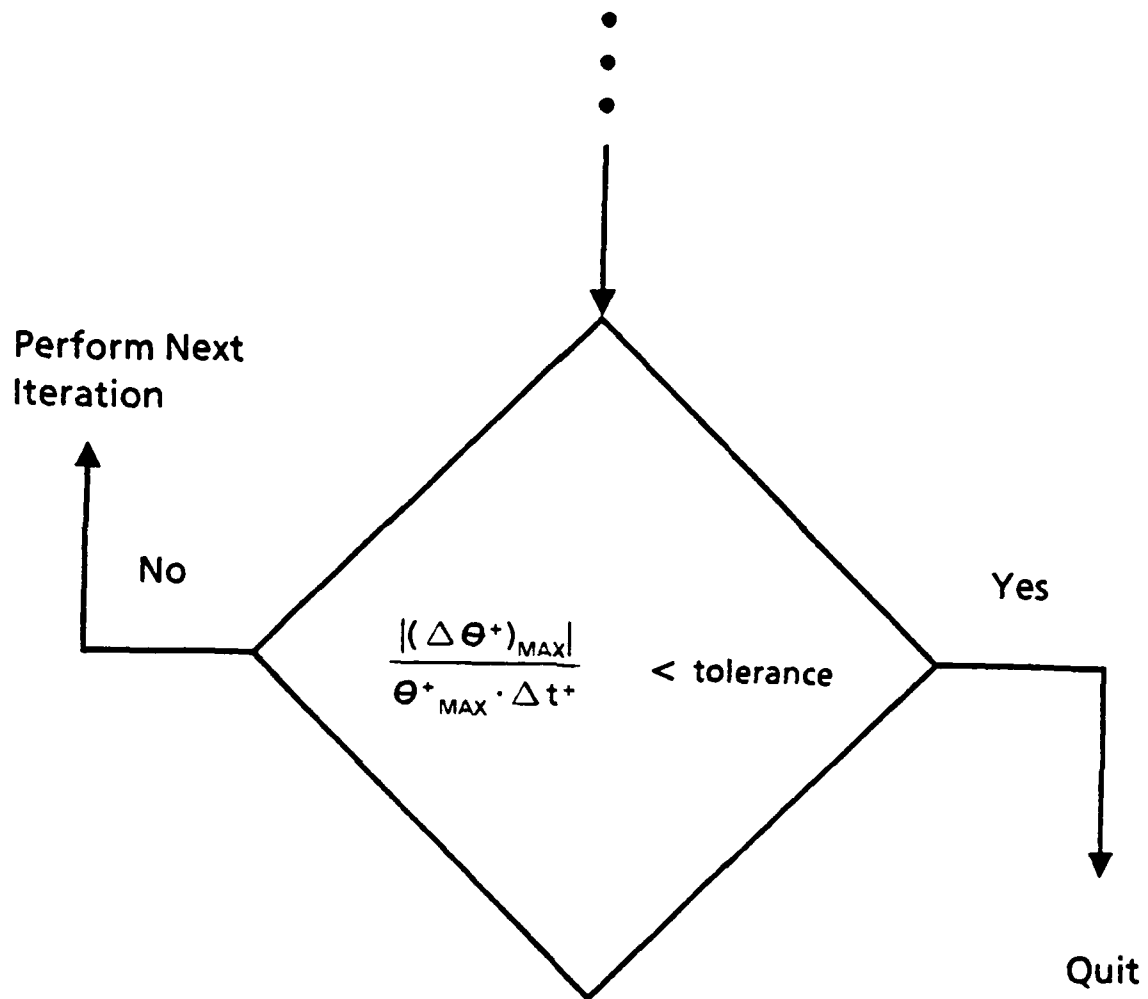 Perform Next
Iteration
No
Yes
|(Δθ⁺)MAX|
θ⁺MAX · Δt⁺
< tolerance
Quit